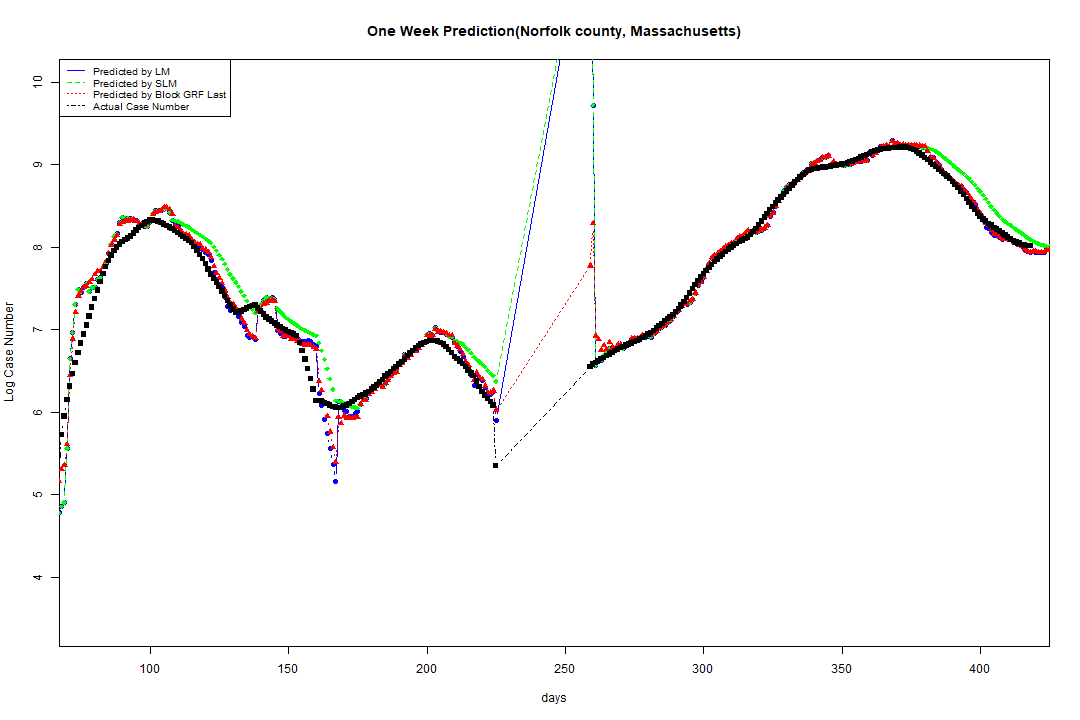 One Week Prediction(Norfolk county, Massachusetts)
Predicted by LM
Predicted by SLM
Predicted by Block GRF Last
Actual Case Number
Log Case Number
10
9
8
7
6
5
4
100 150 200 250 300 350 400
days